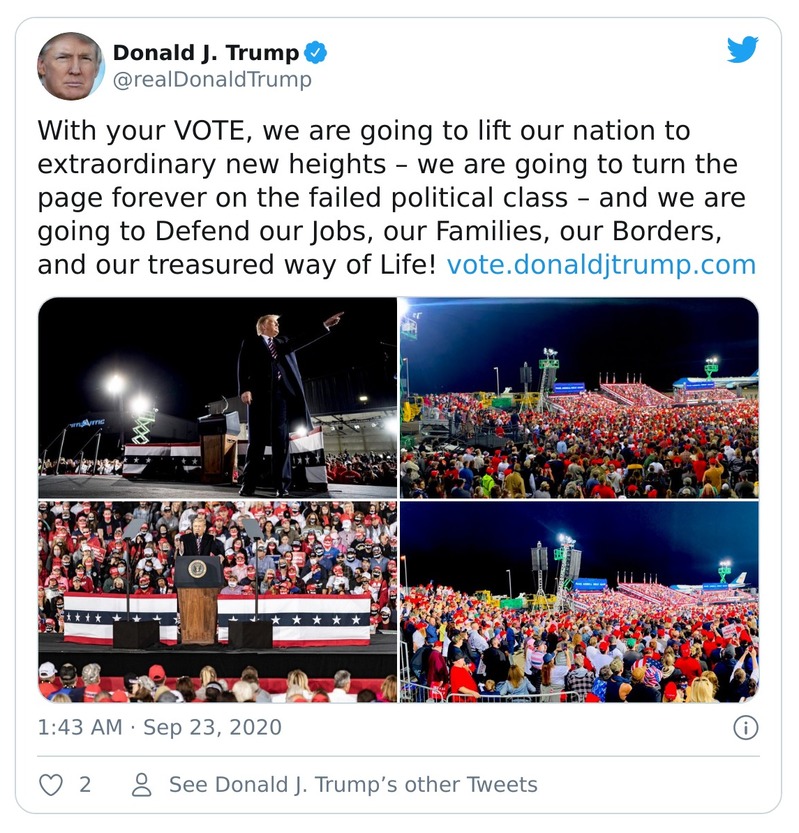 Donald J. Trump
@realDonaldTrump
With your VOTE, we are going to lift our nation to
extraordinary new heights – we are going to turn the
page forever on the failed political class – and we are
going to Defend our Jobs, our Families, our Borders,
and our treasured way of Life! vote.donaldjtrump.com
1:43 AM · Sep 23, 2020
2
See Donald J. Trump’s other Tweets